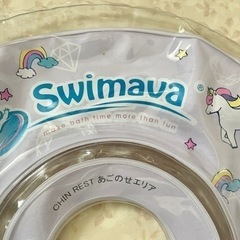 Swimava®
make bath time more than fun
CHIN REST あごのせエリア